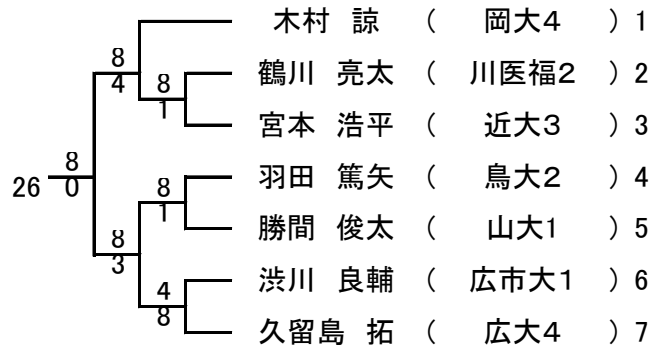 木村 諒 ( 岡大4 ) 1
8
4
鶴川 亮太 ( 川医福2 ) 2
8
1
宮本 浩平 ( 近大3 ) 3
26
8
0
羽田 篤矢 ( 鳥大2 ) 4
8
1
勝間 俊太 ( 山大1 ) 5
8
3
渋川 良輔 ( 広市大1 ) 6
4
8
久留島 拓 ( 広大4 ) 7